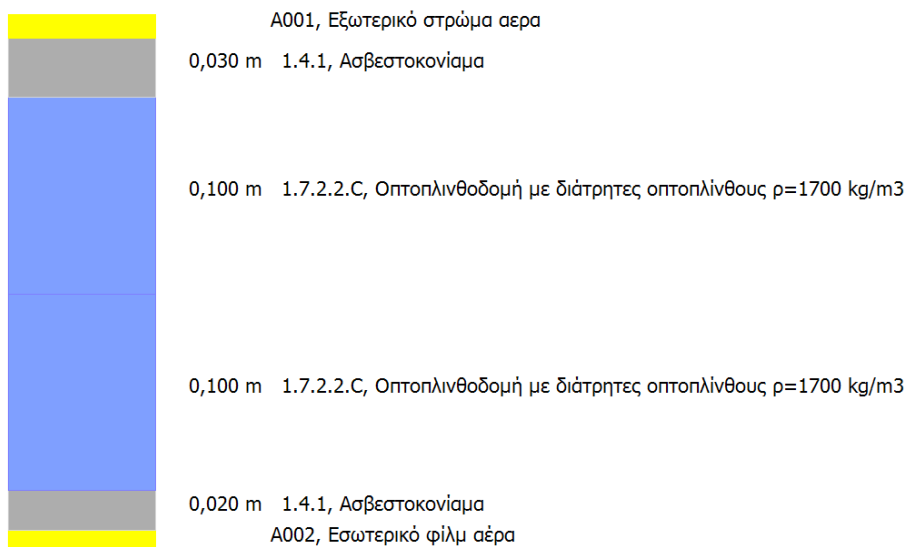 A001, Εξωτερικό στρώμα αερα
0,030 m 1.4.1, Ασβεστοκονίαμα
0,100 m 1.7.2.2.C, Οπτοπλινθοδομή με διάτρητες οπτοπλίνθους ρ=1700 kg/m3
0,100 m 1.7.2.2.C, Οπτοπλινθοδομή με διάτρητες οπτοπλίνθους ρ=1700 kg/m3
0,020 m 1.4.1, Ασβεστοκονίαμα
A002, Εσωτερικό φίλμ αέρα